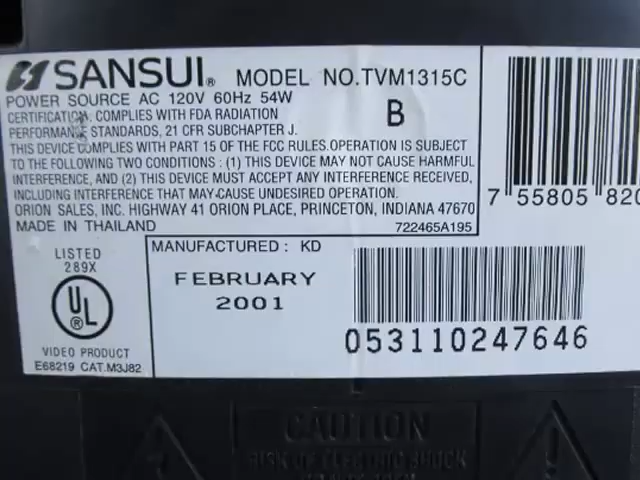 SANSUI® MODEL NO.TVM1315C
POWER SOURCE AC 120V 60Hz 54W
B
CERTIFICATION: COMPLIES WITH FDA RADIATION
PERFORMANCE STANDARDS, 21 CFR SUBCHAPTER J.
THIS DEVICE COMPLIES WITH PART 15 OF THE FCC RULES.OPERATION IS SUBJECT
TO THE FOLLOWING TWO CONDITIONS : (1) THIS DEVICE MAY NOT CAUSE HARMFUL
INTERFERENCE, AND (2) THIS DEVICE MUST ACCEPT ANY INTERFERENCE RECEIVED,
INCLUDING INTERFERENCE THAT MAY CAUSE UNDESIRED OPERATION.
ORION SALES, INC. HIGHWAY 41 ORION PLACE, PRINCETON, INDIANA 47670
MADE IN THAILAND 722465A195
7 55805 820
LISTED
289X
UL®
VIDEO PRODUCT
E68219 CAT.M3J82
MANUFACTURED : KD
FEBRUARY
2001
053110247646
CAUTION
RISK OF ELECTRIC SHOCK